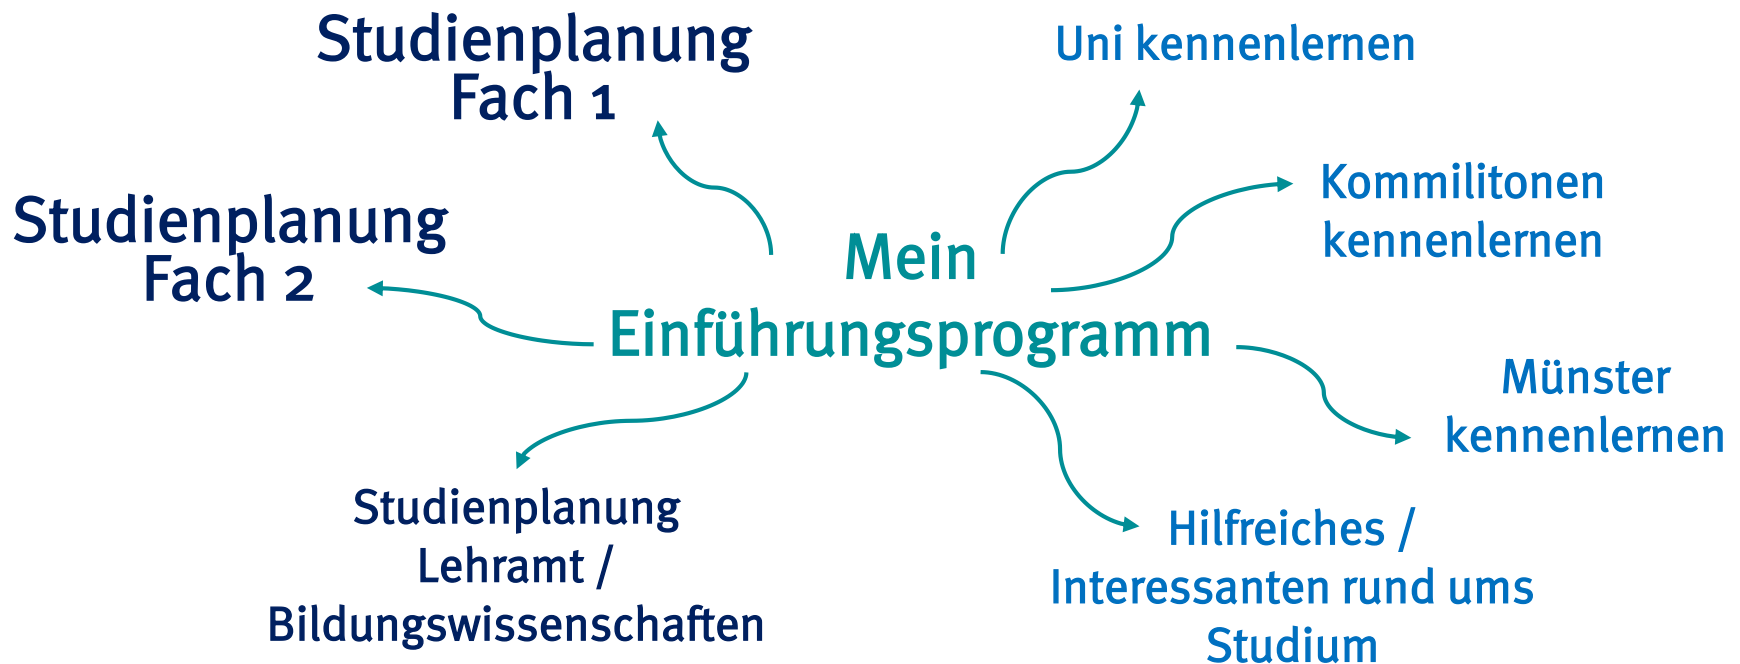 Studienplanung
Fach 1
Uni kennenlernen
Kommilitonen
kennenlernen
Studienplanung
Fach 2
Mein
Einführungsprogramm
Münster
kennenlernen
Studienplanung
Lehramt /
Bildungswissenschaften
Hilfreiches /
Interessanten rund ums
Studium